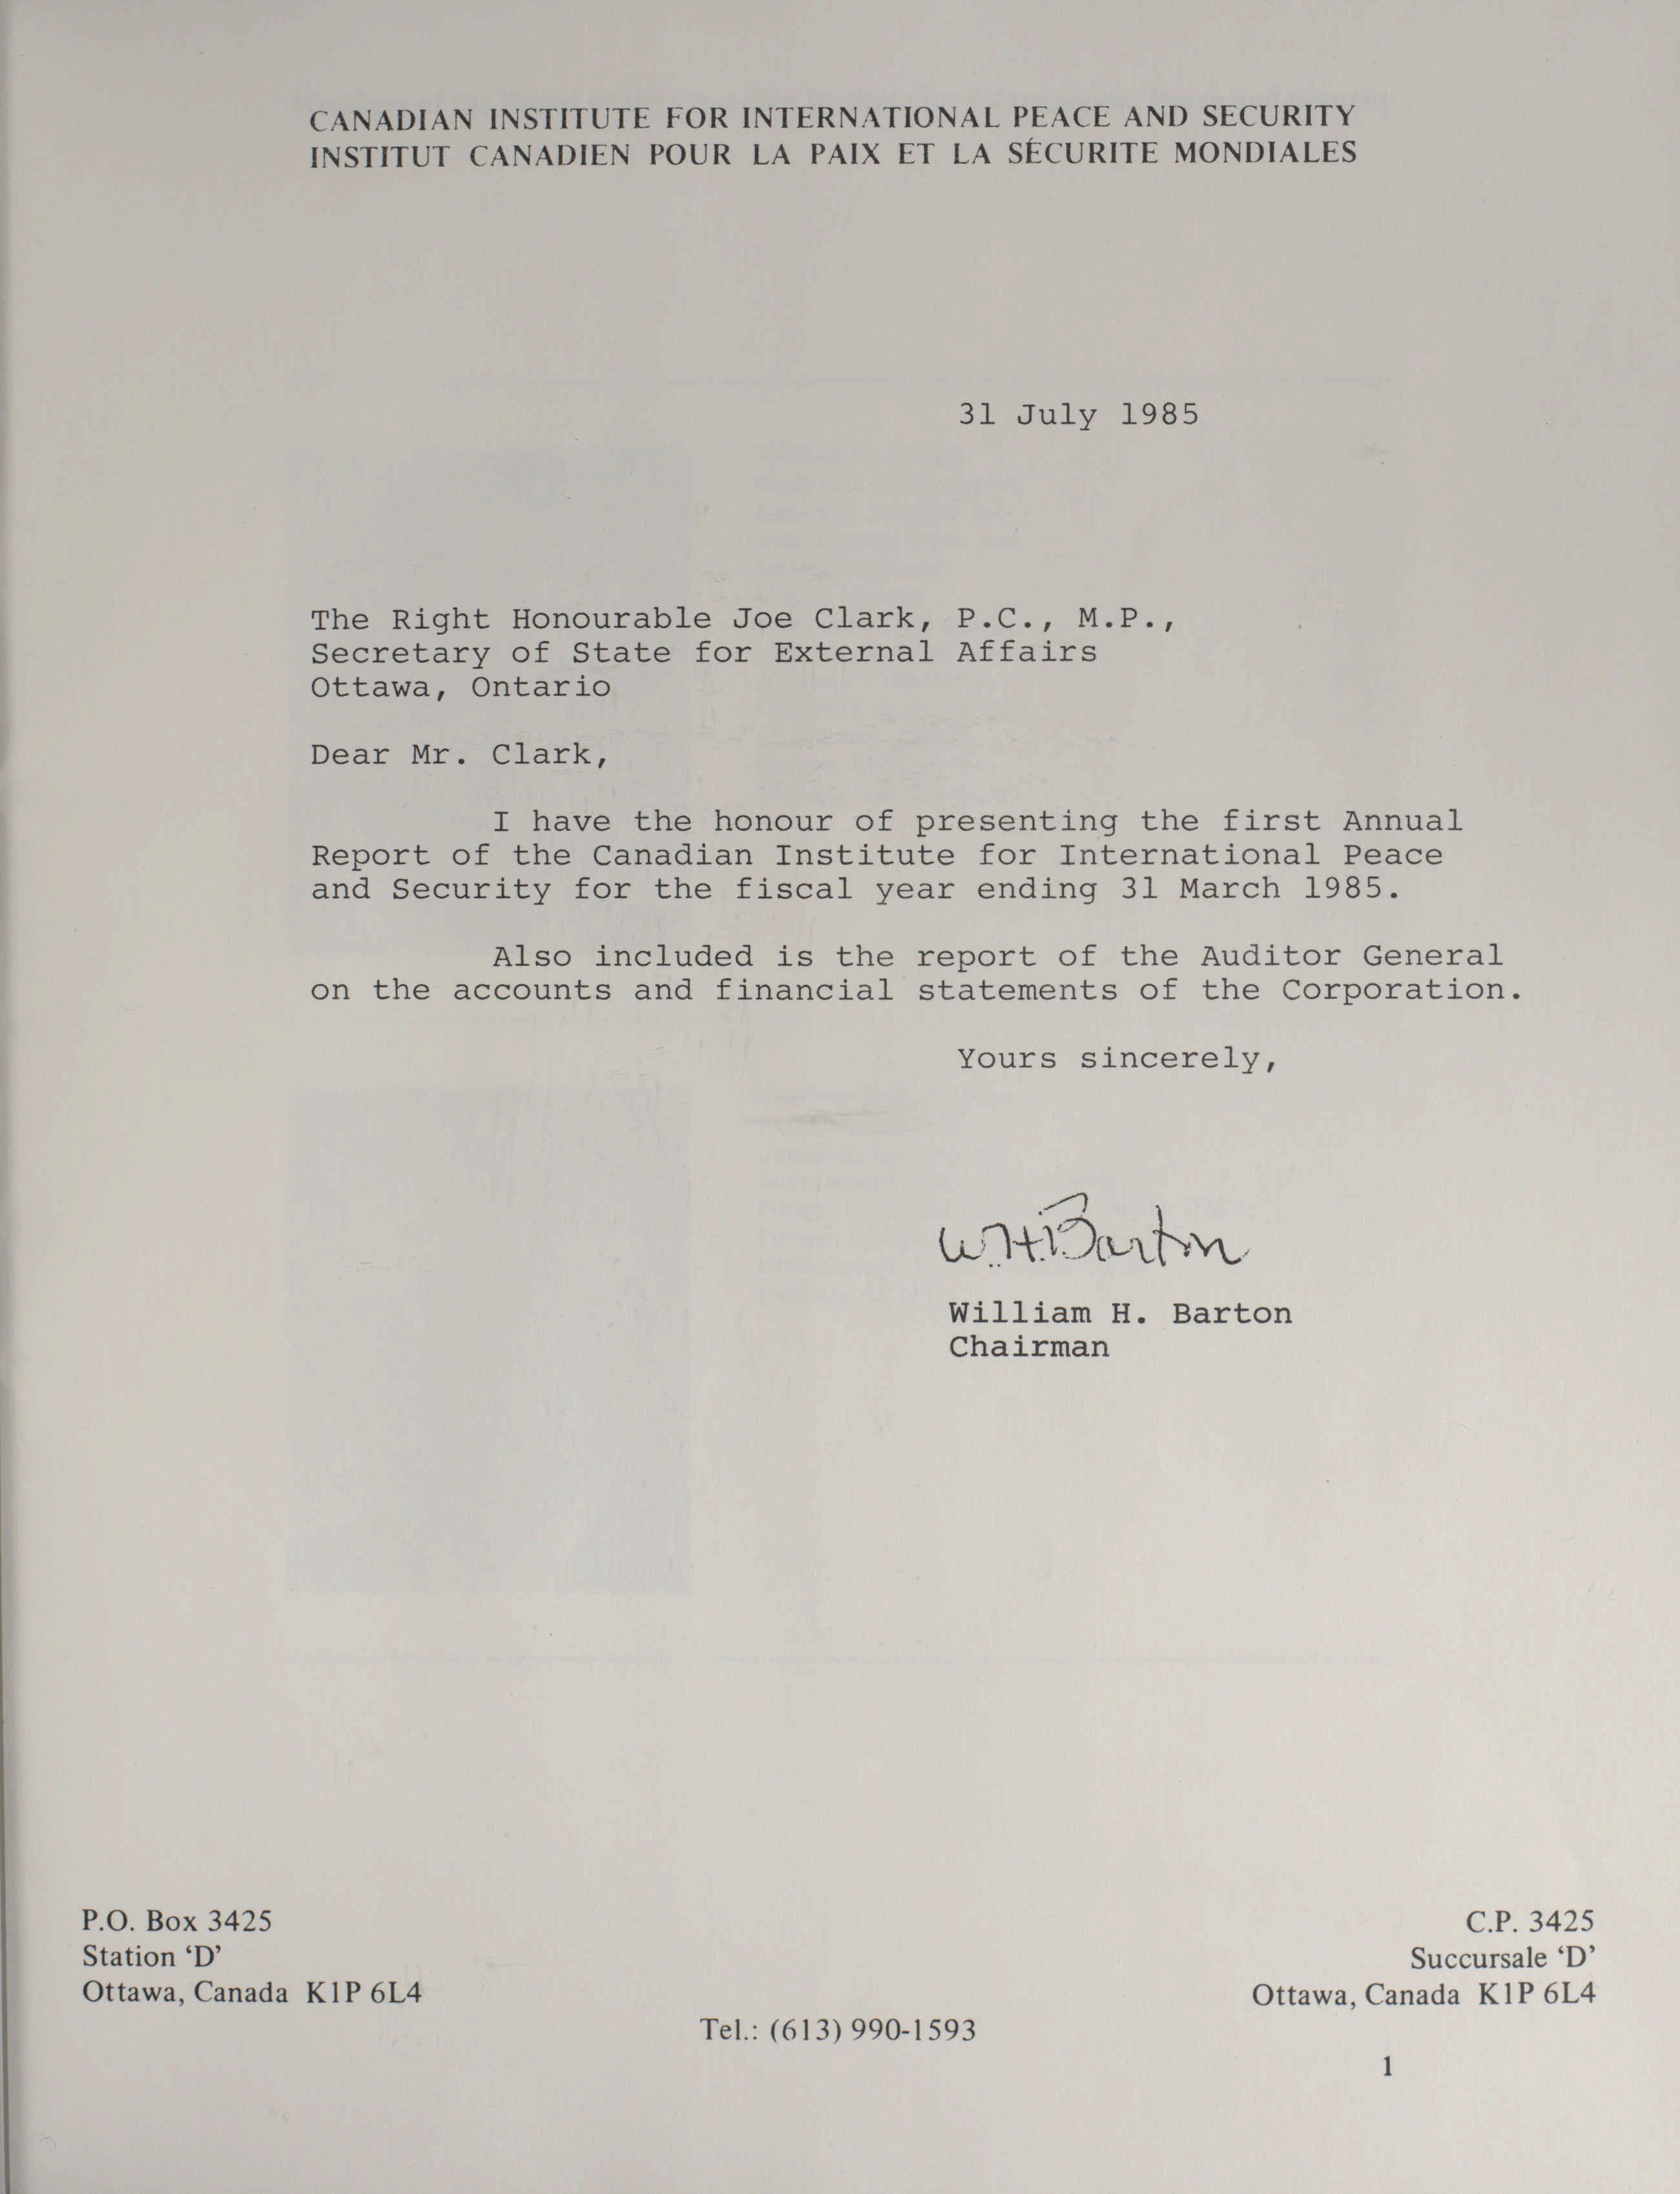 CANADIAN INSTITUTE FOR INTERNATIONAL PEACE AND SECURITY
INSTITUT CANADIEN POUR LA PAIX ET LA SÉCURITE MONDIALES
31 July 1985
The Right Honourable Joe Clark, P.C., M.P.,
Secretary of State for External Affairs
Ottawa, Ontario
Dear Mr. Clark,
I have the honour of presenting the first Annual
Report of the Canadian Institute for International Peace
and Security for the fiscal year ending 31 March 1985.
Also included is the report of the Auditor General
on the accounts and financial statements of the Corporation.
Yours sincerely,
W.H. Barton
William H. Barton
Chairman
P.O. Box 3425
Station ‘D’
Ottawa, Canada K1P 6L4
C.P. 3425
Succursale ‘D’
Ottawa, Canada K1P 6L4
Tel.: (613) 990-1593
1